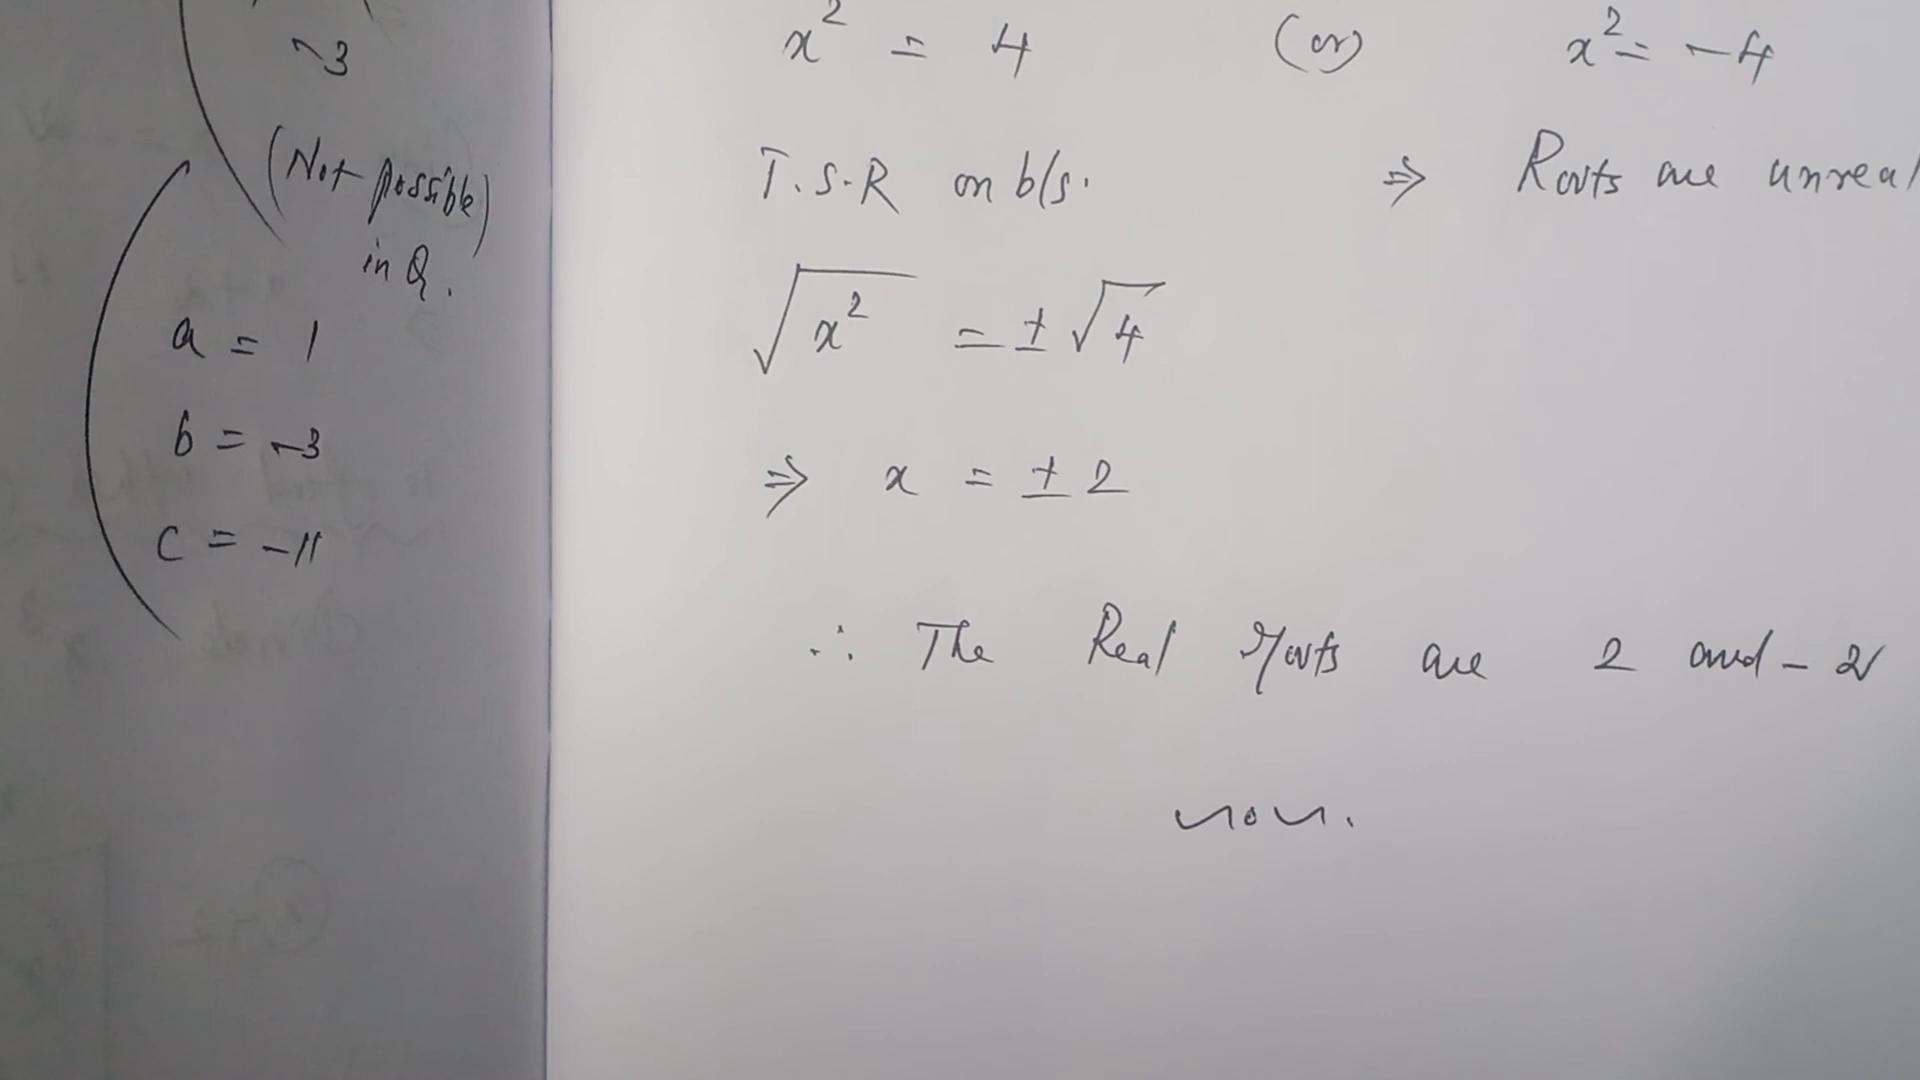 -3
(Not possible)
in Q.
a = 1
b = -3
c = -11
x² = 4 (or) x² = -4
T.S.R on b/s. ⇒ Roots are unreal
√x² = ± √4
⇒ x = ± 2
∴ The Real roots are 2 and - 2